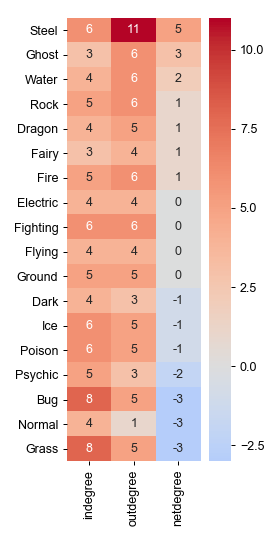 Steel 6 11 5
Ghost 3 6 3
Water 4 6 2
Rock 5 6 1
Dragon 4 5 1
Fairy 3 4 1
Fire 5 6 1
Electric 4 4 0
Fighting 6 6 0
Flying 4 4 0
Ground 5 5 0
Dark 4 3 -1
Ice 6 5 -1
Poison 6 5 -1
Psychic 5 3 -2
Bug 8 5 -3
Normal 4 1 -3
Grass 8 5 -3
indegree
outdegree
netdegree
10.0
7.5
5.0
2.5
0.0
−2.5